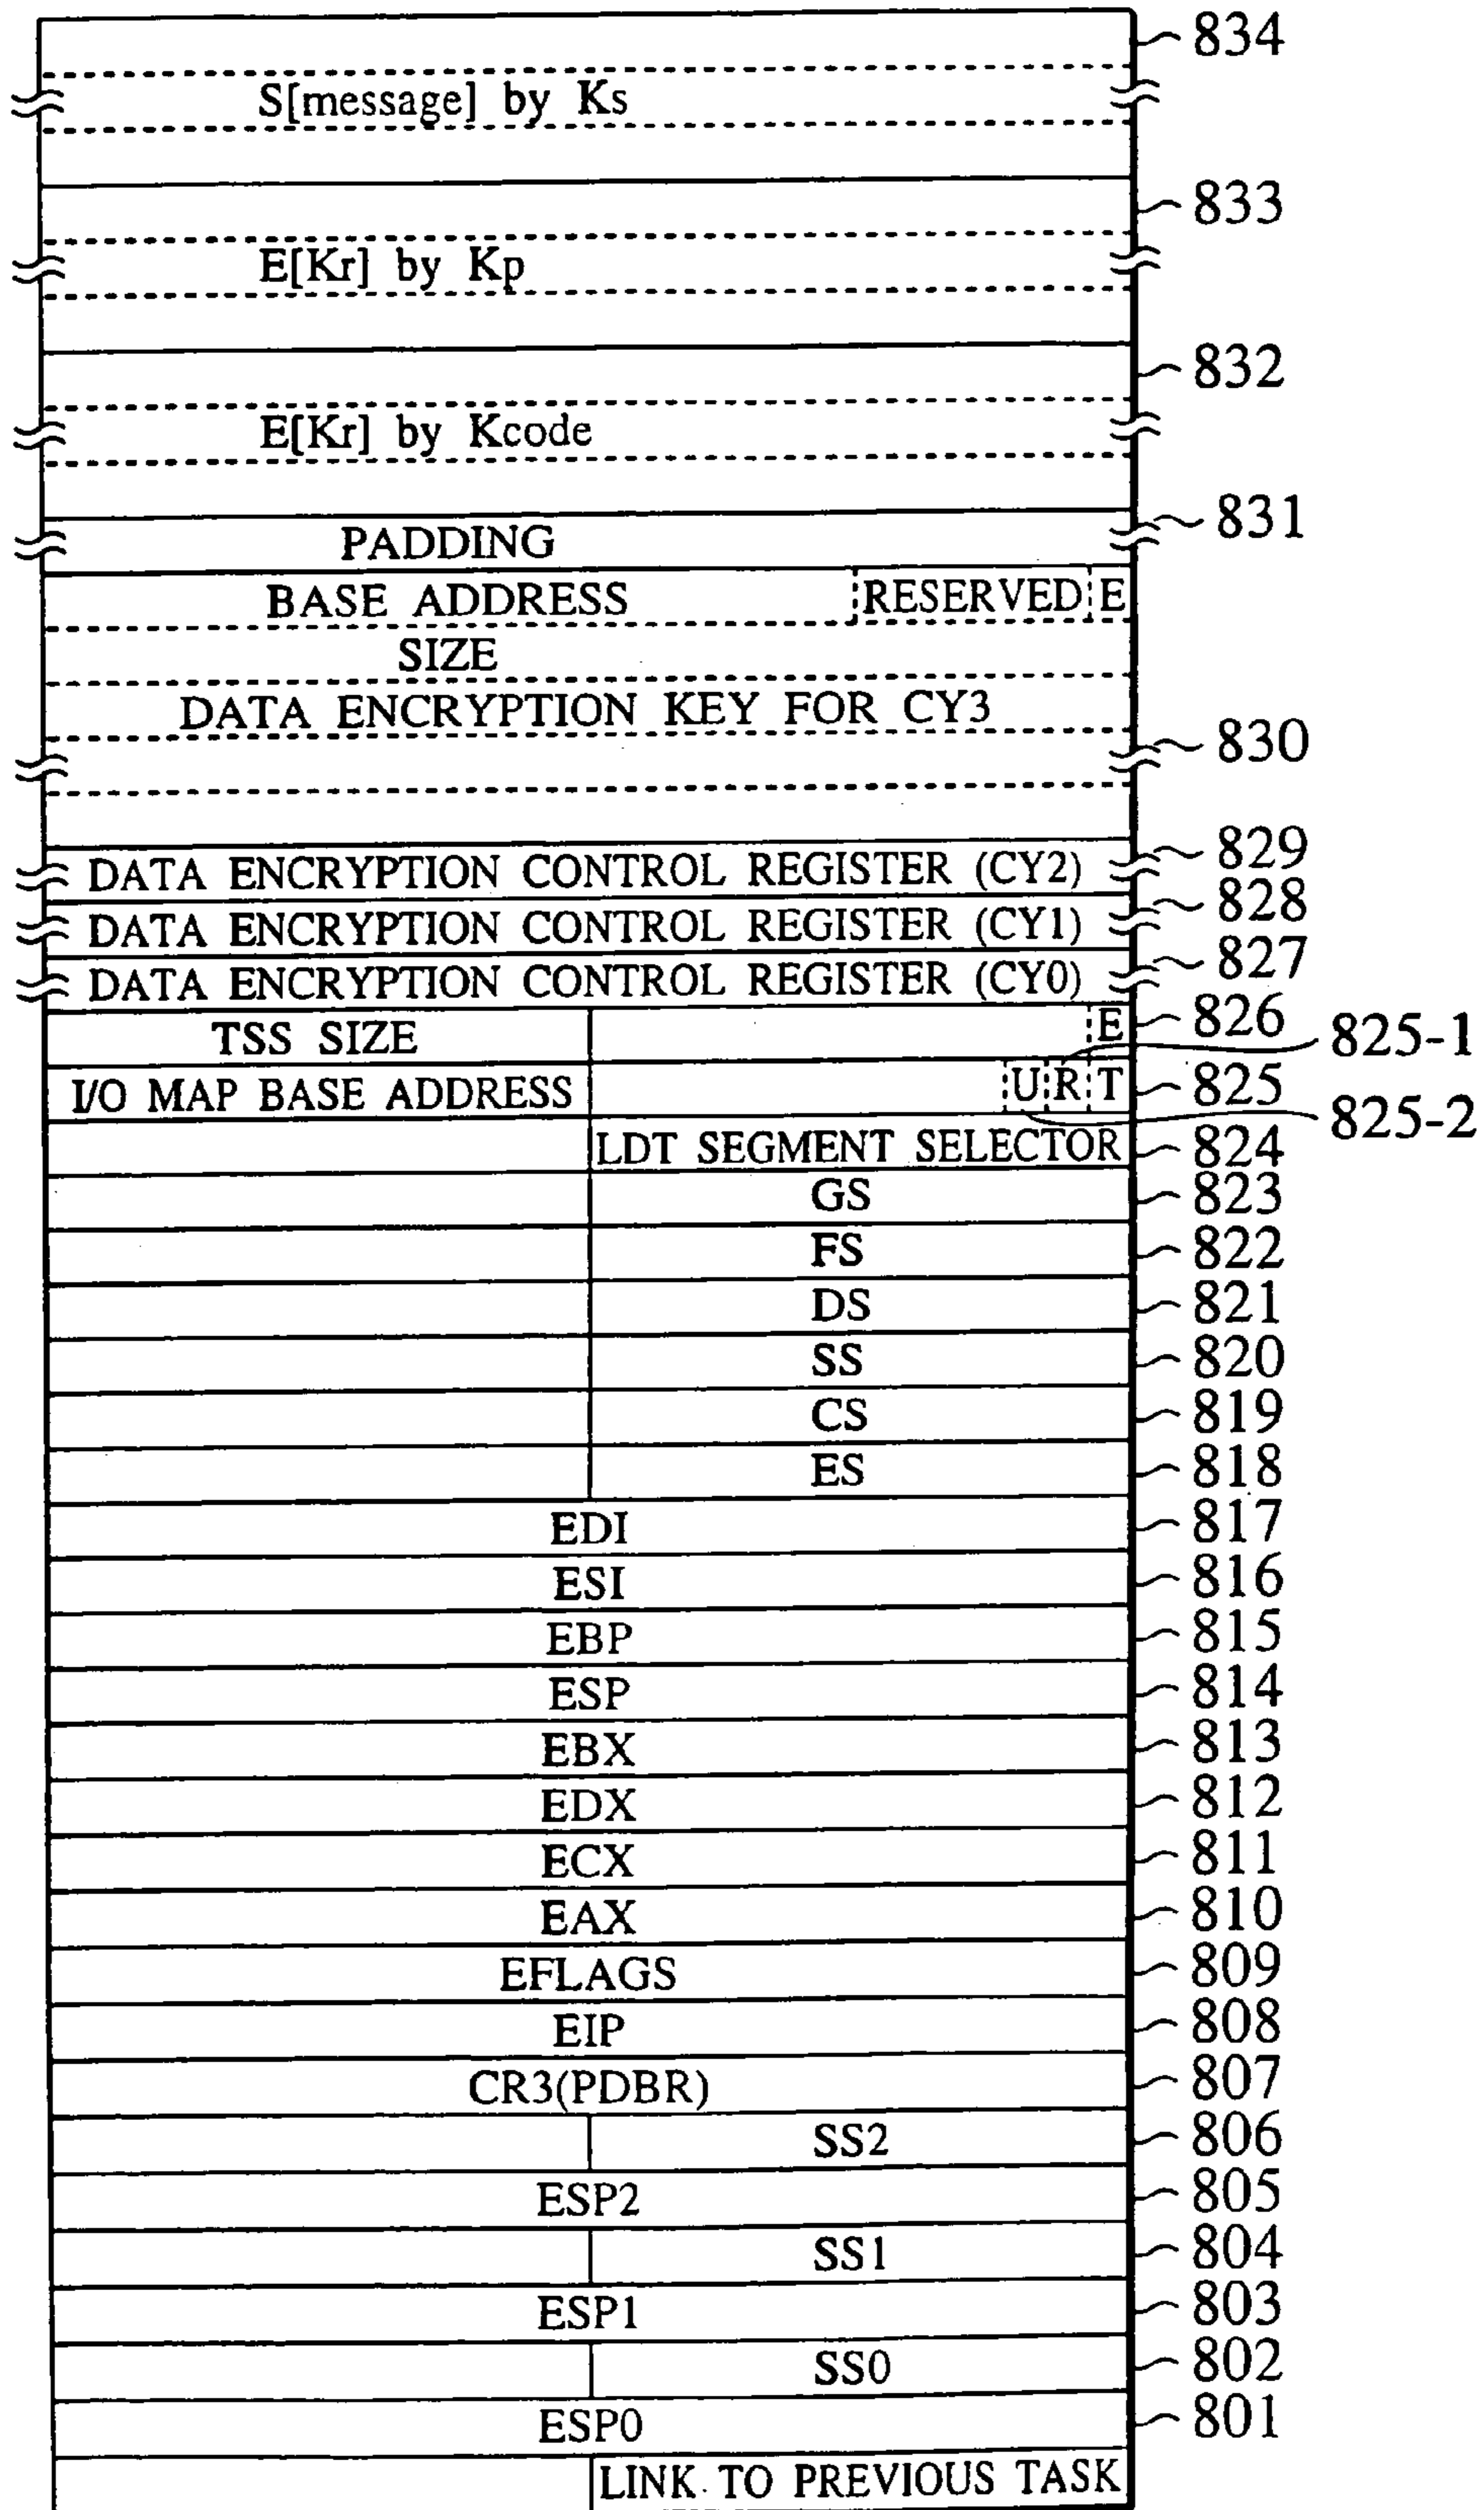 834
S[message] by Ks
833
E[Kr] by Kp
832
E[Kr] by Kcode
831
PADDING
BASE ADDRESS RESERVED E
SIZE
DATA ENCRYPTION KEY FOR CY3
830
829
DATA ENCRYPTION CONTROL REGISTER (CY2)
828
DATA ENCRYPTION CONTROL REGISTER (CY1)
827
DATA ENCRYPTION CONTROL REGISTER (CY0)
TSS SIZE E 826
825-1
I/O MAP BASE ADDRESS U R T 825
825-2
LDT SEGMENT SELECTOR 824
GS 823
FS 822
DS 821
SS 820
CS 819
ES 818
EDI 817
ESI 816
EBP 815
ESP 814
EBX 813
EDX 812
ECX 811
EAX 810
EFLAGS 809
EIP 808
CR3(PDBR) 807
SS2 806
ESP2 805
SS1 804
ESP1 803
SS0 802
ESP0 801
LINK TO PREVIOUS TASK